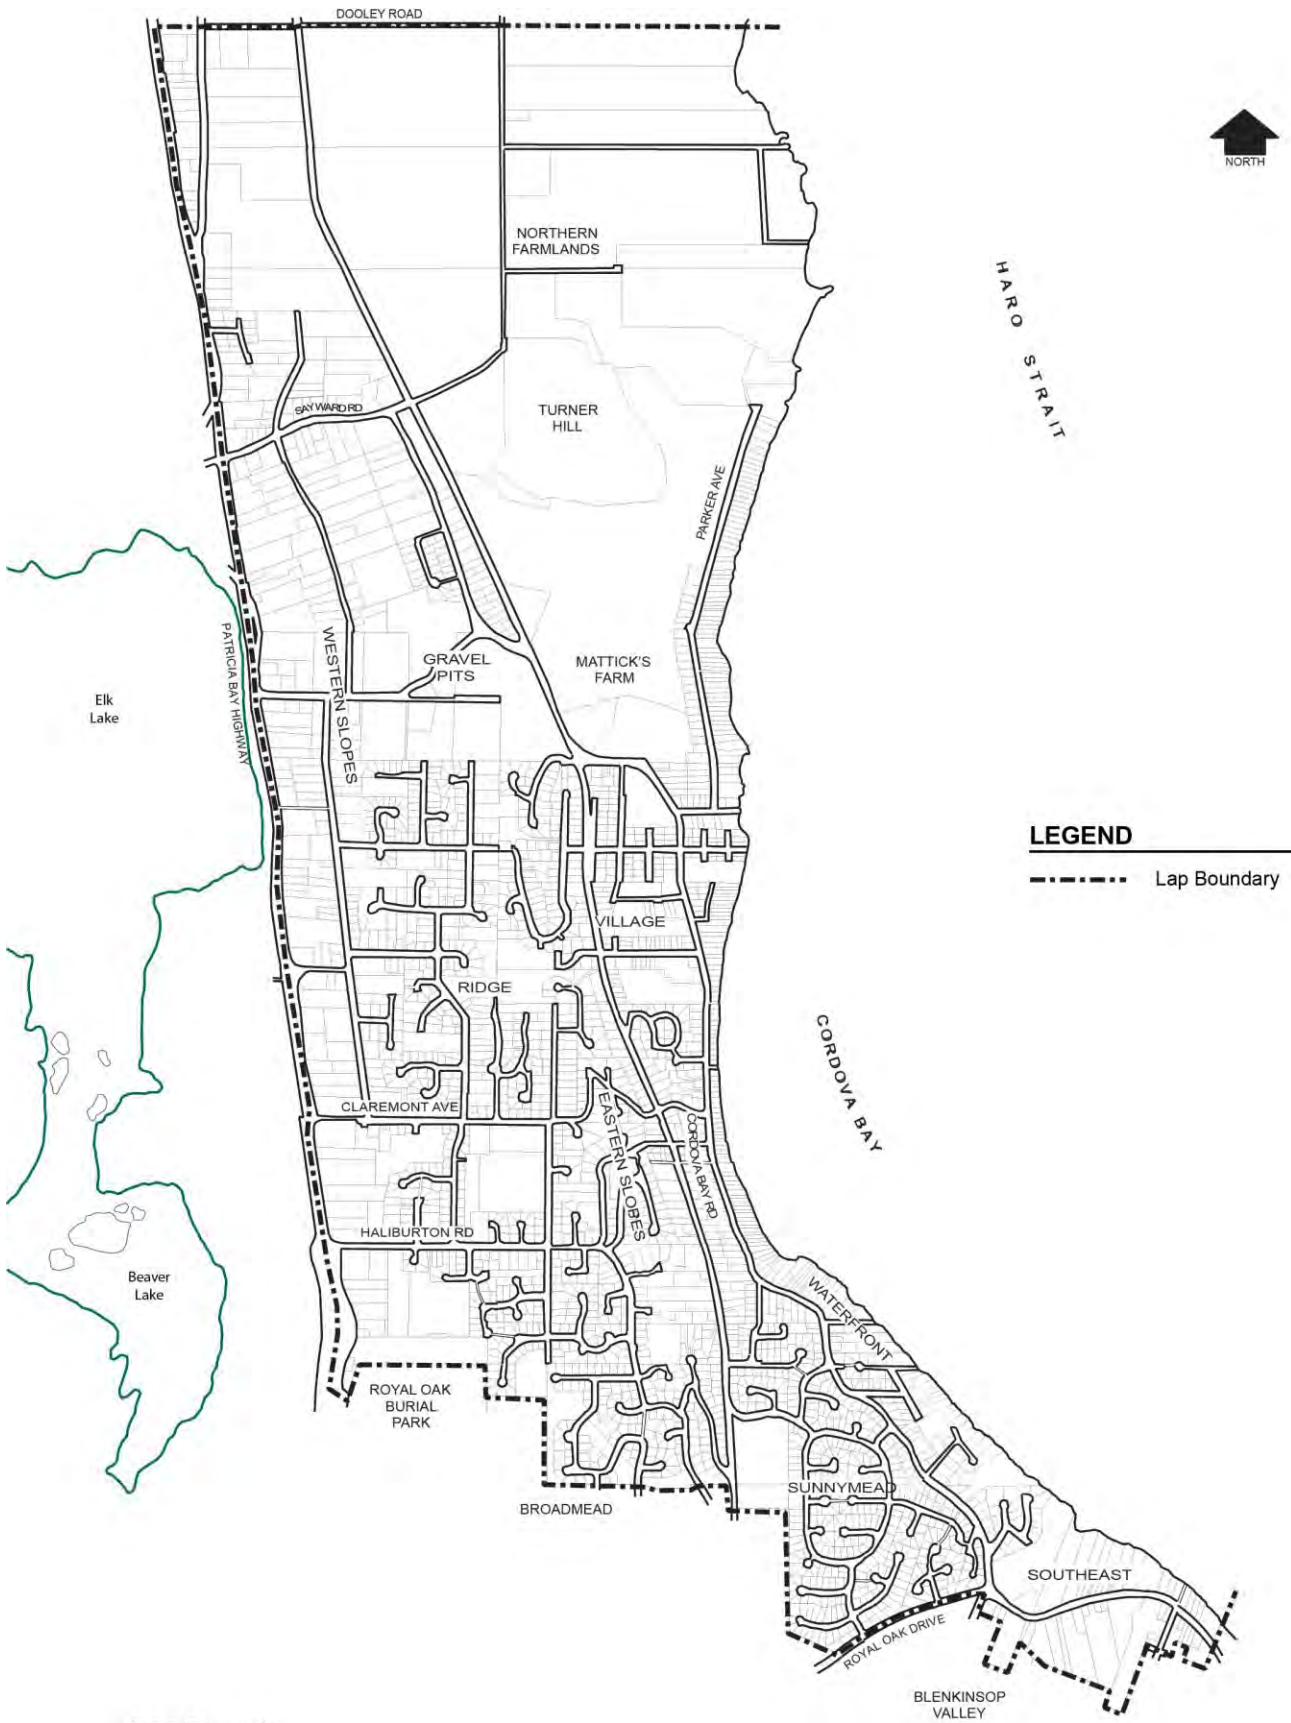 DOOLEY ROAD
NORTH
NORTHERN
FARMLANDS
HARO STRAIT
SAYWARD RD
TURNER
HILL
PARKER AVE
PATRICIA BAY HIGHWAY
WESTERN SLOPES
GRAVEL
PITS
MATTICK'S
FARM
Elk
Lake
LEGEND
Lap Boundary
VILLAGE
RIDGE
CORDOVA BAY
CLAREMONT AVE
EASTERN SLOBES
CORDOVA BAY RD
HALIBURTON RD
Beaver
Lake
WATERFRONT
ROYAL OAK
BURIAL
PARK
BROADMEAD
SUNNYMEAD
SOUTHEAST
ROYAL OAK DRIVE
BLENKINSOP
VALLEY